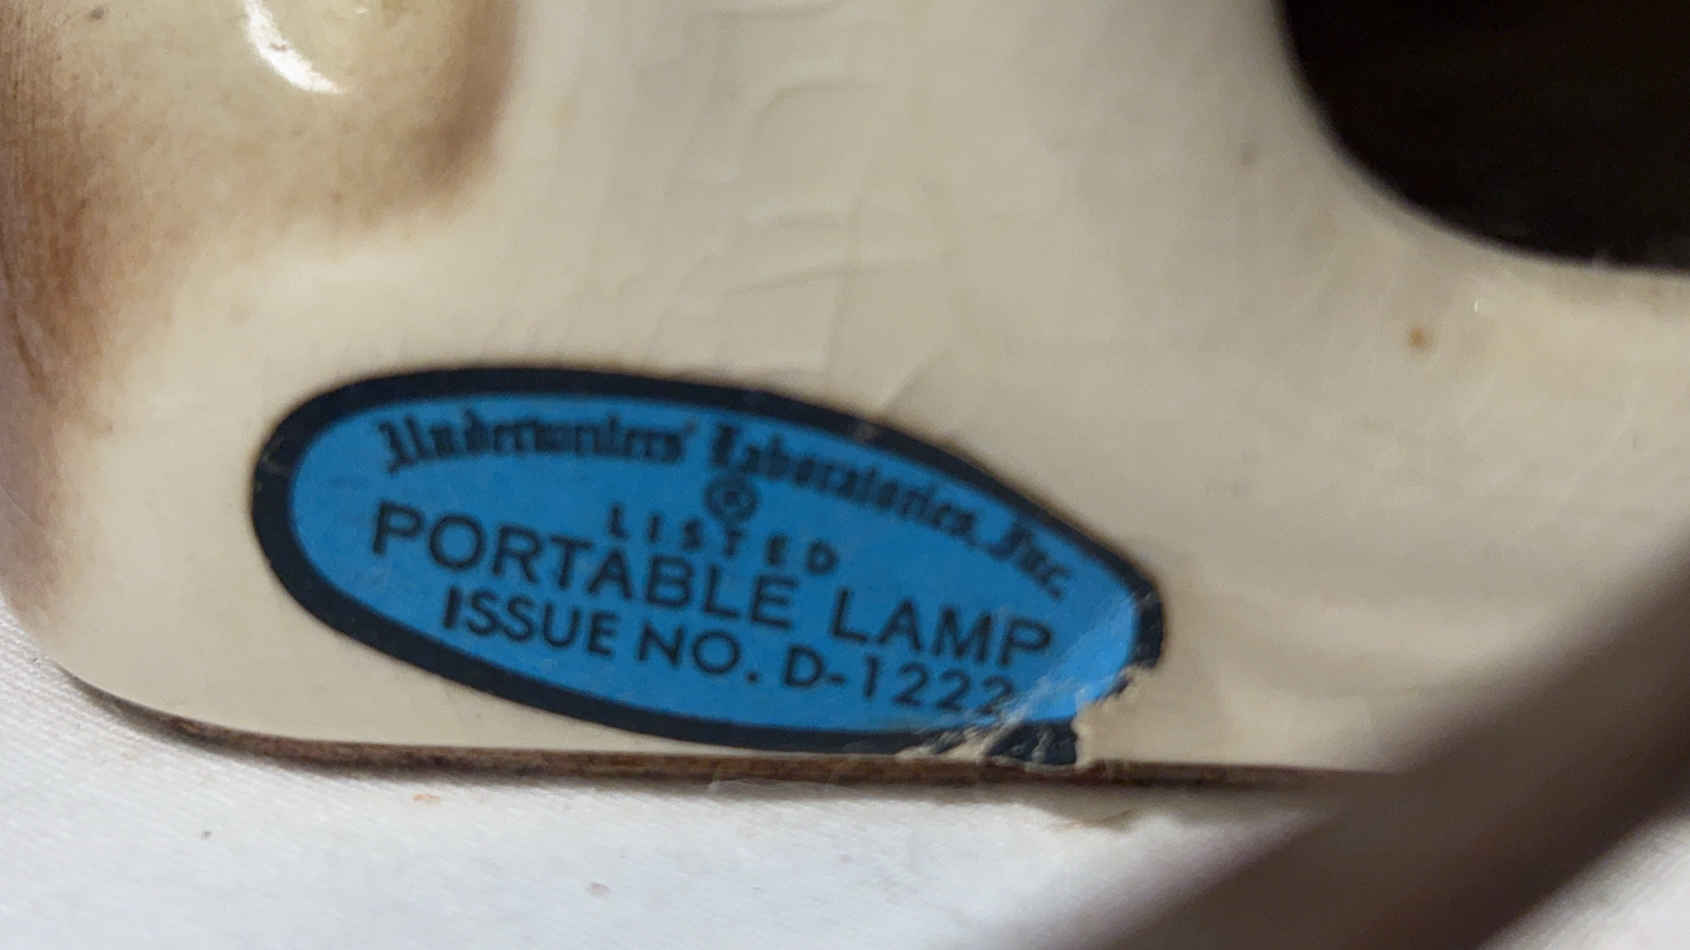 Underwriters' Laboratories, Inc.
®
LISTED
PORTABLE LAMP
ISSUE NO. D-1222